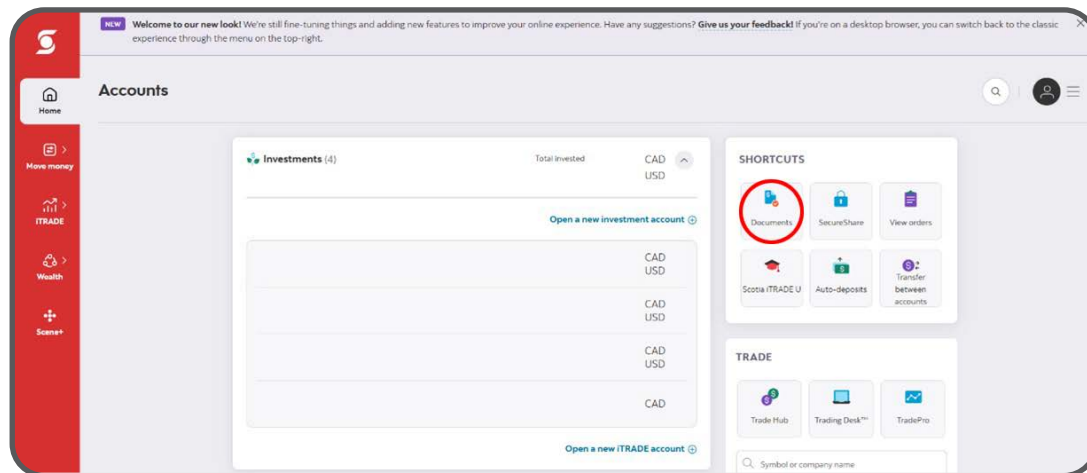 NEW Welcome to our new look! We're still fine-tuning things and adding new features to improve your online experience. Have any suggestions? Give us your feedback! If you're on a desktop browser, you can switch back to the classic
experience through the menu on the top-right.
Accounts
Home
Move money
iTRADE
Wealth
Scene+
Investments (4)
Total invested
CAD
USD
Open a new investment account
CAD
USD
CAD
USD
CAD
USD
CAD
Open a new iTRADE account
SHORTCUTS
Documents
SecureShare
View orders
Scotia iTRADE U
Auto-deposits
Transfer
between
accounts
TRADE
Trade Hub
Trading Desk™
TradePro
Symbol or company name